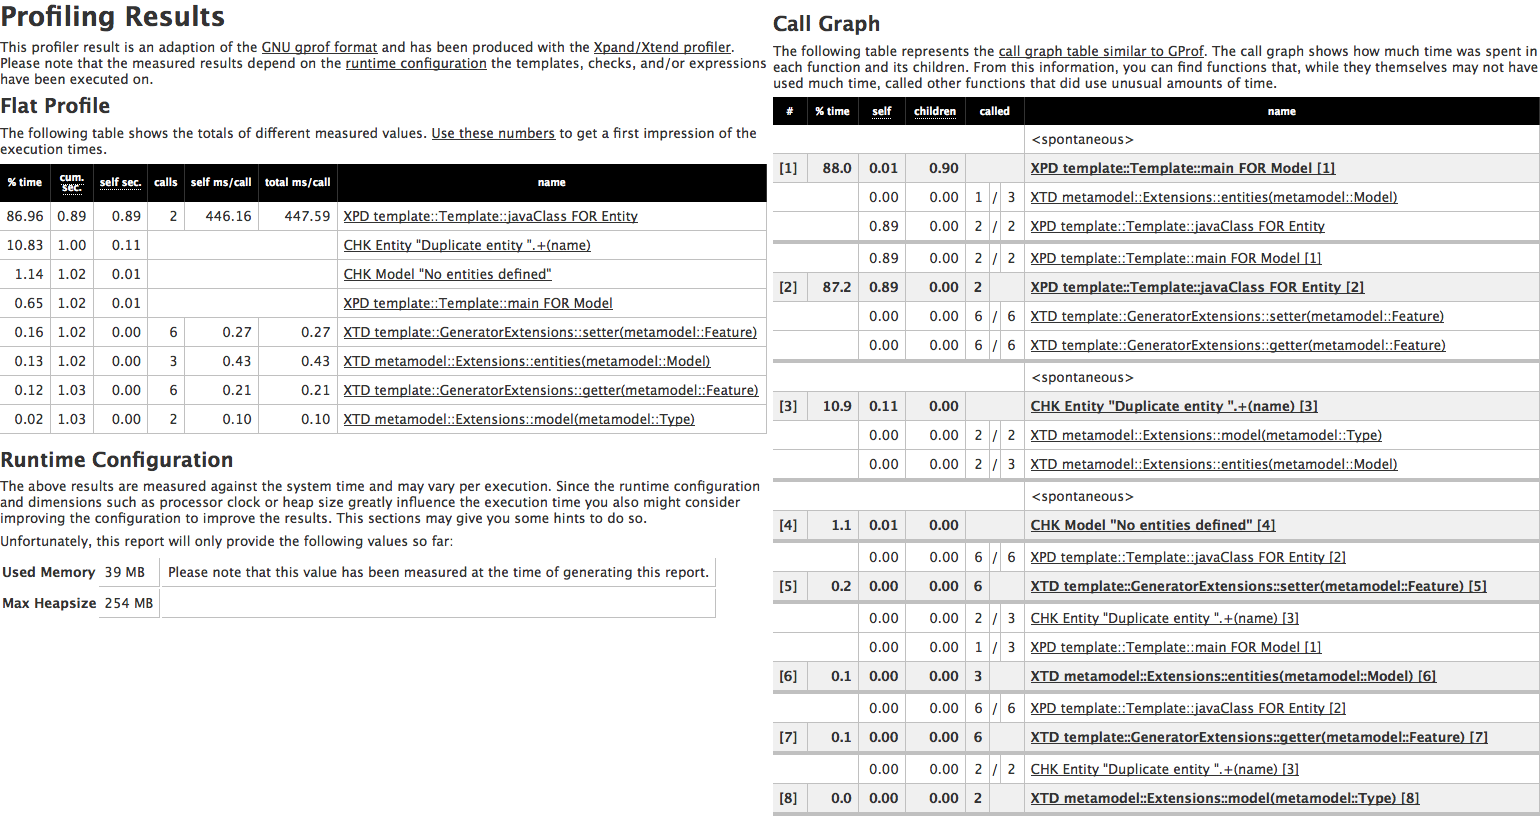 Profiling Results
This profiler result is an adaption of the GNU gprof format and has been produced with the Xpand/Xtend profiler.
Please note that the measured results depend on the runtime configuration the templates, checks, and/or expressions
have been executed on.
Flat Profile
The following table shows the totals of different measured values. Use these numbers to get a first impression of the
execution times.
% time cum. sec. self sec. calls self ms/call total ms/call name
86.96 0.89 0.89 2 446.16 447.59 XPD template::Template::javaClass FOR Entity
10.83 1.00 0.11 CHK Entity "Duplicate entity ".+(name)
1.14 1.02 0.01 CHK Model "No entities defined"
0.65 1.02 0.01 XPD template::Template::main FOR Model
0.16 1.02 0.00 6 0.27 0.27 XTD template::GeneratorExtensions::setter(metamodel::Feature)
0.13 1.02 0.00 3 0.43 0.43 XTD metamodel::Extensions::entities(metamodel::Model)
0.12 1.03 0.00 6 0.21 0.21 XTD template::GeneratorExtensions::getter(metamodel::Feature)
0.02 1.03 0.00 2 0.10 0.10 XTD metamodel::Extensions::model(metamodel::Type)
Runtime Configuration
The above results are measured against the system time and may vary per execution. Since the runtime configuration
and dimensions such as processor clock or heap size greatly influence the execution time you also might consider
improving the configuration to improve the results. This sections may give you some hints to do so.
Unfortunately, this report will only provide the following values so far:
Used Memory 39 MB Please note that this value has been measured at the time of generating this report.
Max Heapsize 254 MB
Call Graph
The following table represents the call graph table similar to GProf. The call graph shows how much time was spent in
each function and its children. From this information, you can find functions that, while they themselves may not have
used much time, called other functions that did use unusual amounts of time.
# % time self children called name
<spontaneous>
[1] 88.0 0.01 0.90 XPD template::Template::main FOR Model [1]
0.00 0.00 1 / 3 XTD metamodel::Extensions::entities(metamodel::Model)
0.89 0.00 2 / 2 XPD template::Template::javaClass FOR Entity
0.89 0.00 2 / 2 XPD template::Template::main FOR Model [1]
[2] 87.2 0.89 0.00 2 XPD template::Template::javaClass FOR Entity [2]
0.00 0.00 6 / 6 XTD template::GeneratorExtensions::setter(metamodel::Feature)
0.00 0.00 6 / 6 XTD template::GeneratorExtensions::getter(metamodel::Feature)
<spontaneous>
[3] 10.9 0.11 0.00 CHK Entity "Duplicate entity ".+(name) [3]
0.00 0.00 2 / 2 XTD metamodel::Extensions::model(metamodel::Type)
0.00 0.00 2 / 3 XTD metamodel::Extensions::entities(metamodel::Model)
<spontaneous>
[4] 1.1 0.01 0.00 CHK Model "No entities defined" [4]
0.00 0.00 6 / 6 XPD template::Template::javaClass FOR Entity [2]
[5] 0.2 0.00 0.00 6 XTD template::GeneratorExtensions::setter(metamodel::Feature) [5]
0.00 0.00 2 / 3 CHK Entity "Duplicate entity ".+(name) [3]
0.00 0.00 1 / 3 XPD template::Template::main FOR Model [1]
[6] 0.1 0.00 0.00 3 XTD metamodel::Extensions::entities(metamodel::Model) [6]
0.00 0.00 6 / 6 XPD template::Template::javaClass FOR Entity [2]
[7] 0.1 0.00 0.00 6 XTD template::GeneratorExtensions::getter(metamodel::Feature) [7]
0.00 0.00 2 / 2 CHK Entity "Duplicate entity ".+(name) [3]
[8] 0.0 0.00 0.00 2 XTD metamodel::Extensions::model(metamodel::Type) [8]